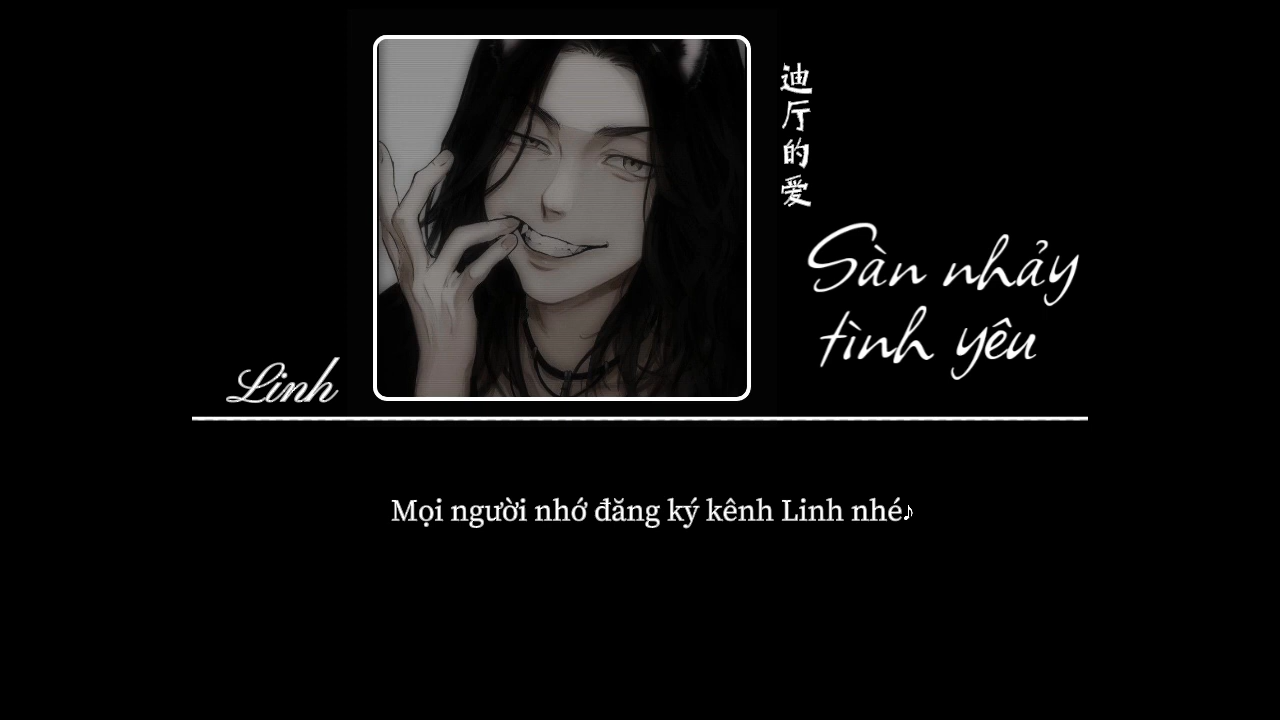 迪厅的爱
Sàn nhảy
tình yêu
Linh
Mọi người nhớ đăng ký kênh Linh nhé♪